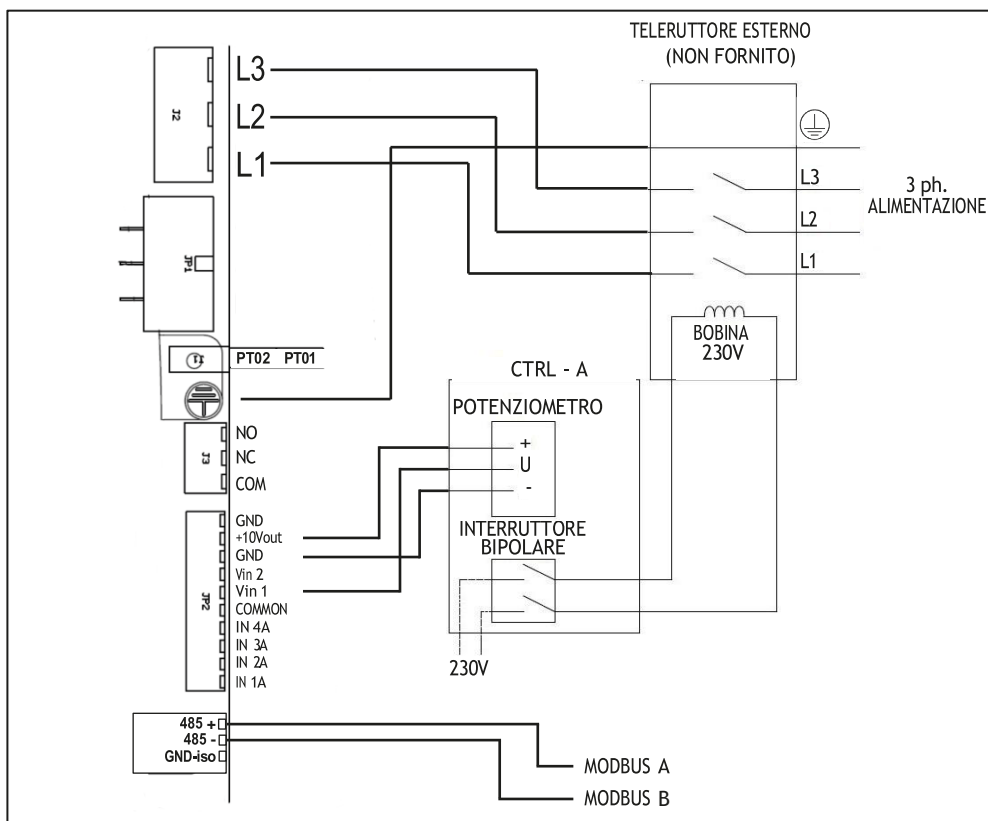 TELERUTTORE ESTERNO
(NON FORNITO)
J2
L3
L2
L1
L3
L2
L1
3 ph.
ALIMENTAZIONE
JP1
BOBINA
230V
J1
PT02 PT01
CTRL - A
POTENZIOMETRO
+
U
-
J3
NO
NC
COM
INTERRUTTORE
BIPOLARE
230V
JP2
GND
+10Vout
GND
Vin 2
Vin 1
COMMON
IN 4A
IN 3A
IN 2A
IN 1A
485 +
485 -
GND-iso
MODBUS A
MODBUS B